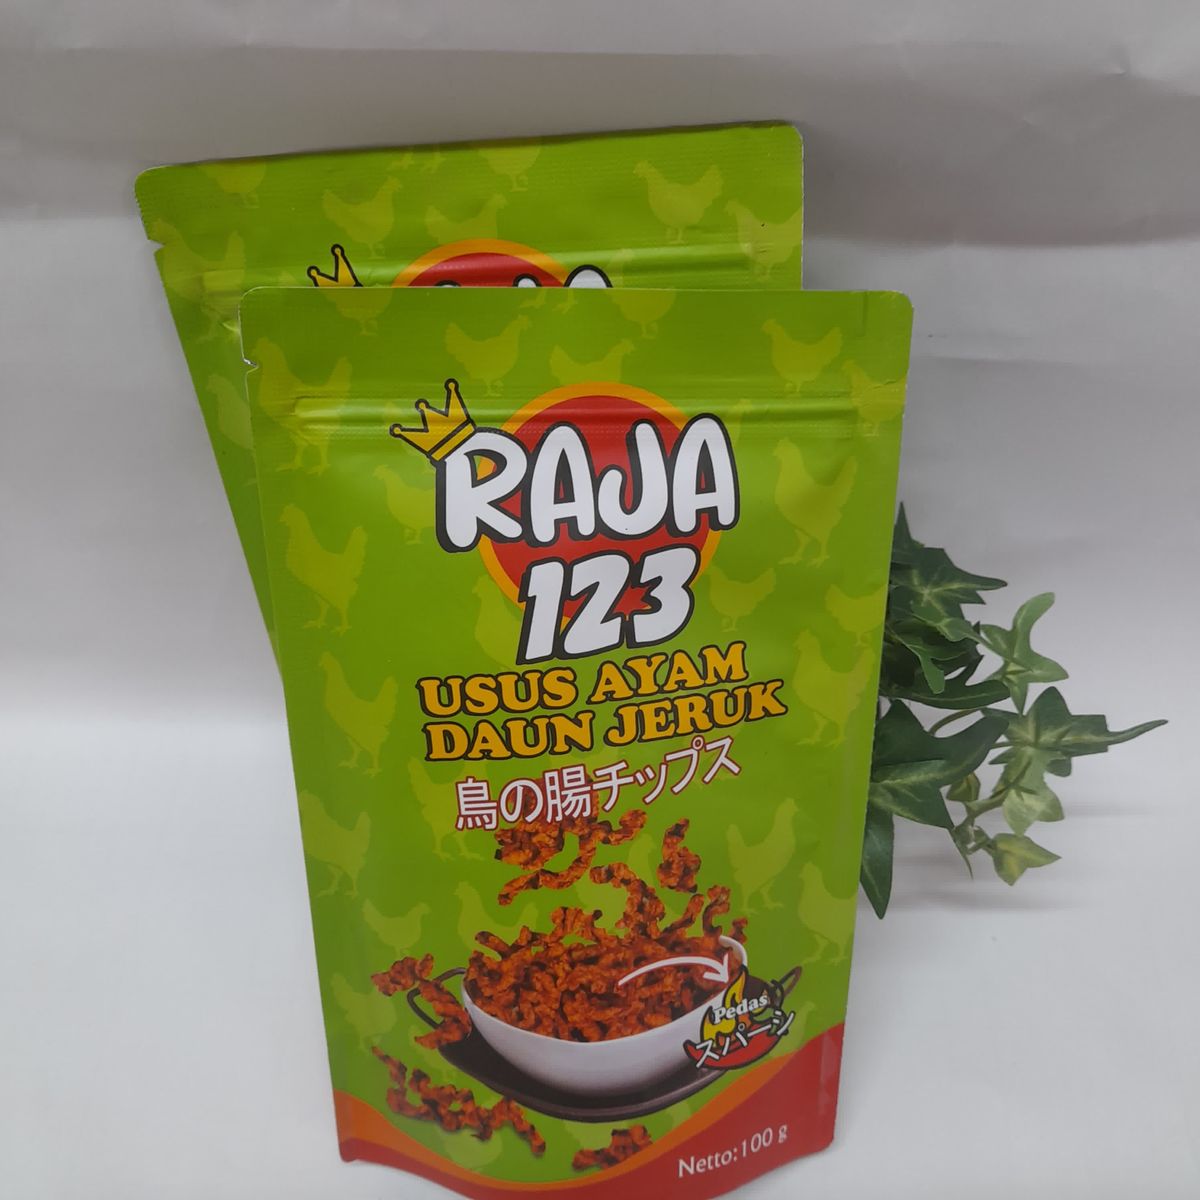 RAJA
123
USUS AYAM
DAUN JERUK
鳥の腸チップス
Pedas
スパーシ
Netto:100 g